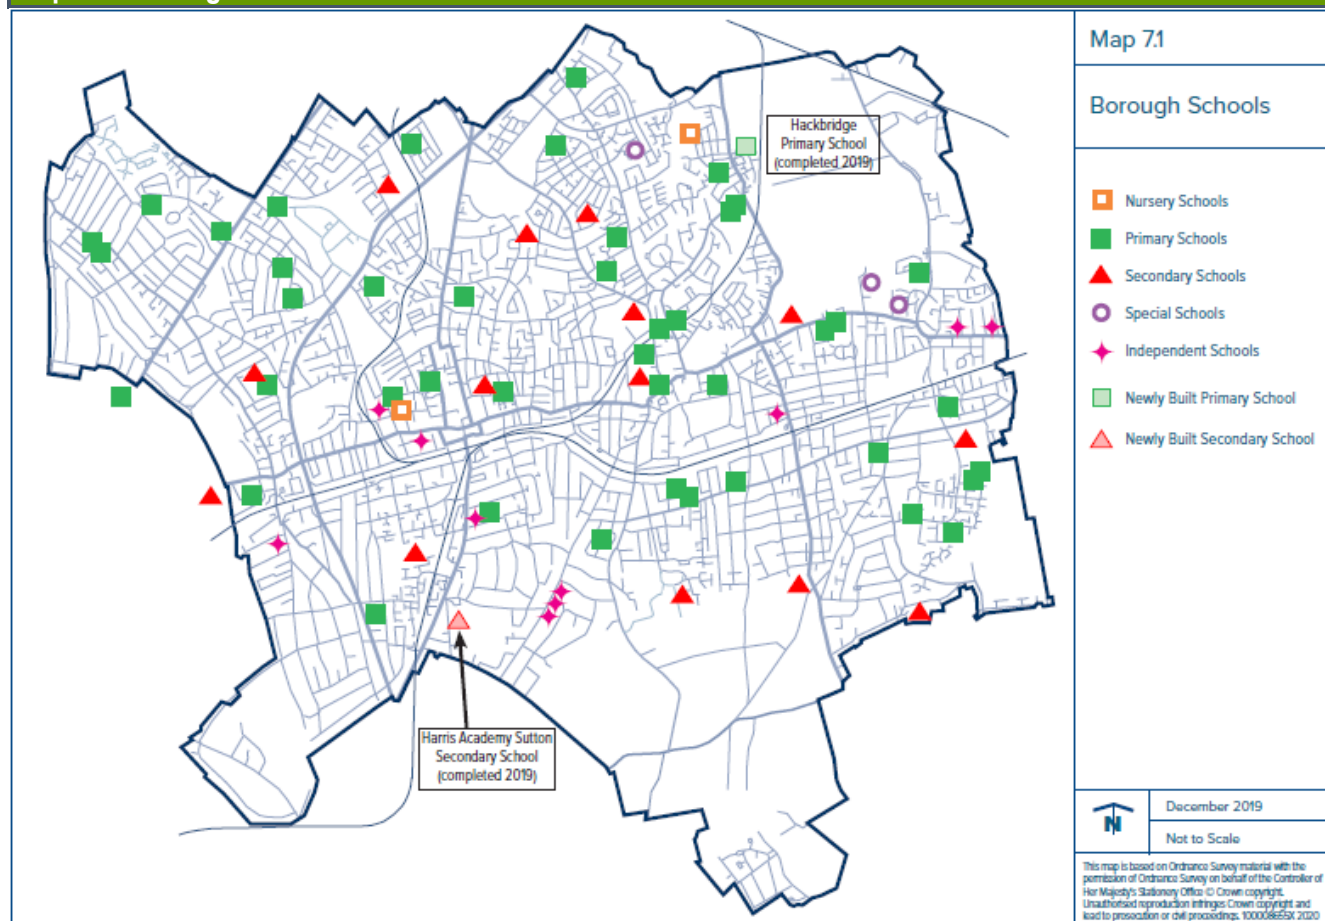 Map 7.1
Borough Schools
Nursery Schools
Primary Schools
Secondary Schools
Special Schools
Independent Schools
Newly Built Primary School
Newly Built Secondary School
Hackbridge
Primary School
(completed 2019)
Harris Academy Sutton
Secondary School
(completed 2019)
N
December 2019
Not to Scale
This map is based on Ordnance Survey material with the
permission of Ordnance Survey on behalf of the Controller of
Her Majesty's Stationery Office © Crown copyright.
Unauthorised reproduction infringes Crown copyright and
lead to prosecution or civil proceedings. 2020